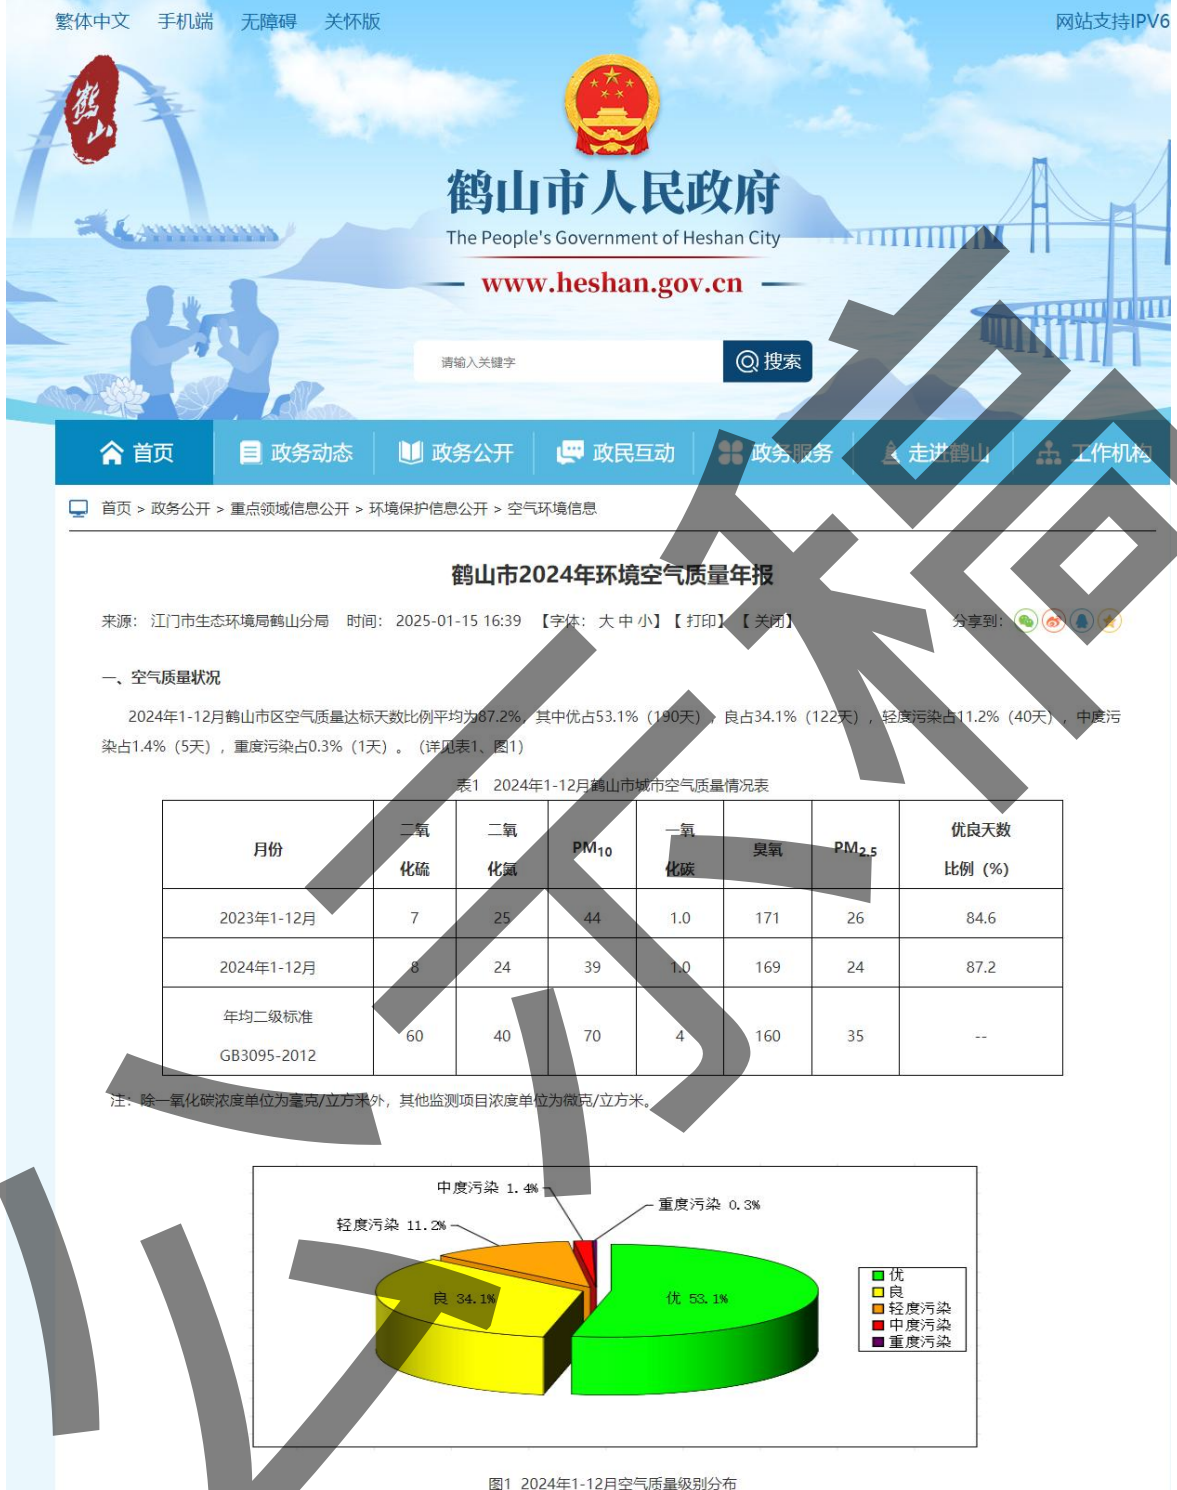 繁体中文 手机端 无障碍 关怀版 网站支持IPV6
鹤山
鹤山市人民政府
The People's Government of Heshan City
www.heshan.gov.cn
请输入关键字 搜索
首页 政务动态 政务公开 政民互动 政务服务 走进鹤山 工作机构
首页 > 政务公开 > 重点领域信息公开 > 环境保护信息公开 > 空气环境信息
鹤山市2024年环境空气质量年报
来源: 江门市生态环境局鹤山分局 时间: 2025-01-15 16:39 【字体: 大 中 小】【 打印】 【 关闭】 分享到:
一、空气质量状况
2024年1-12月鹤山市区空气质量达标天数比例平均为87.2%, 其中优占53.1%（190天）, 良占34.1%（122天）, 轻度污染占11.2%（40天）, 中度污
染占1.4%（5天）, 重度污染占0.3%（1天）。（详见表1、图1）
表1 2024年1-12月鹤山市城市空气质量情况表
月份 二氧化硫 二氧化氮 PM10 一氧化碳 臭氧 PM2.5 优良天数比例（%）
2023年1-12月 7 25 44 1.0 171 26 84.6
2024年1-12月 8 24 39 1.0 169 24 87.2
年均二级标准 GB3095-2012 60 40 70 4 160 35 --
注: 除一氧化碳浓度单位为毫克/立方米外, 其他监测项目浓度单位为微克/立方米。
中度污染 1.4%
重度污染 0.3%
轻度污染 11.2%
良 34.1%
优 53.1%
优
良
轻度污染
中度污染
重度污染
图1 2024年1-12月空气质量级别分布
公示稿